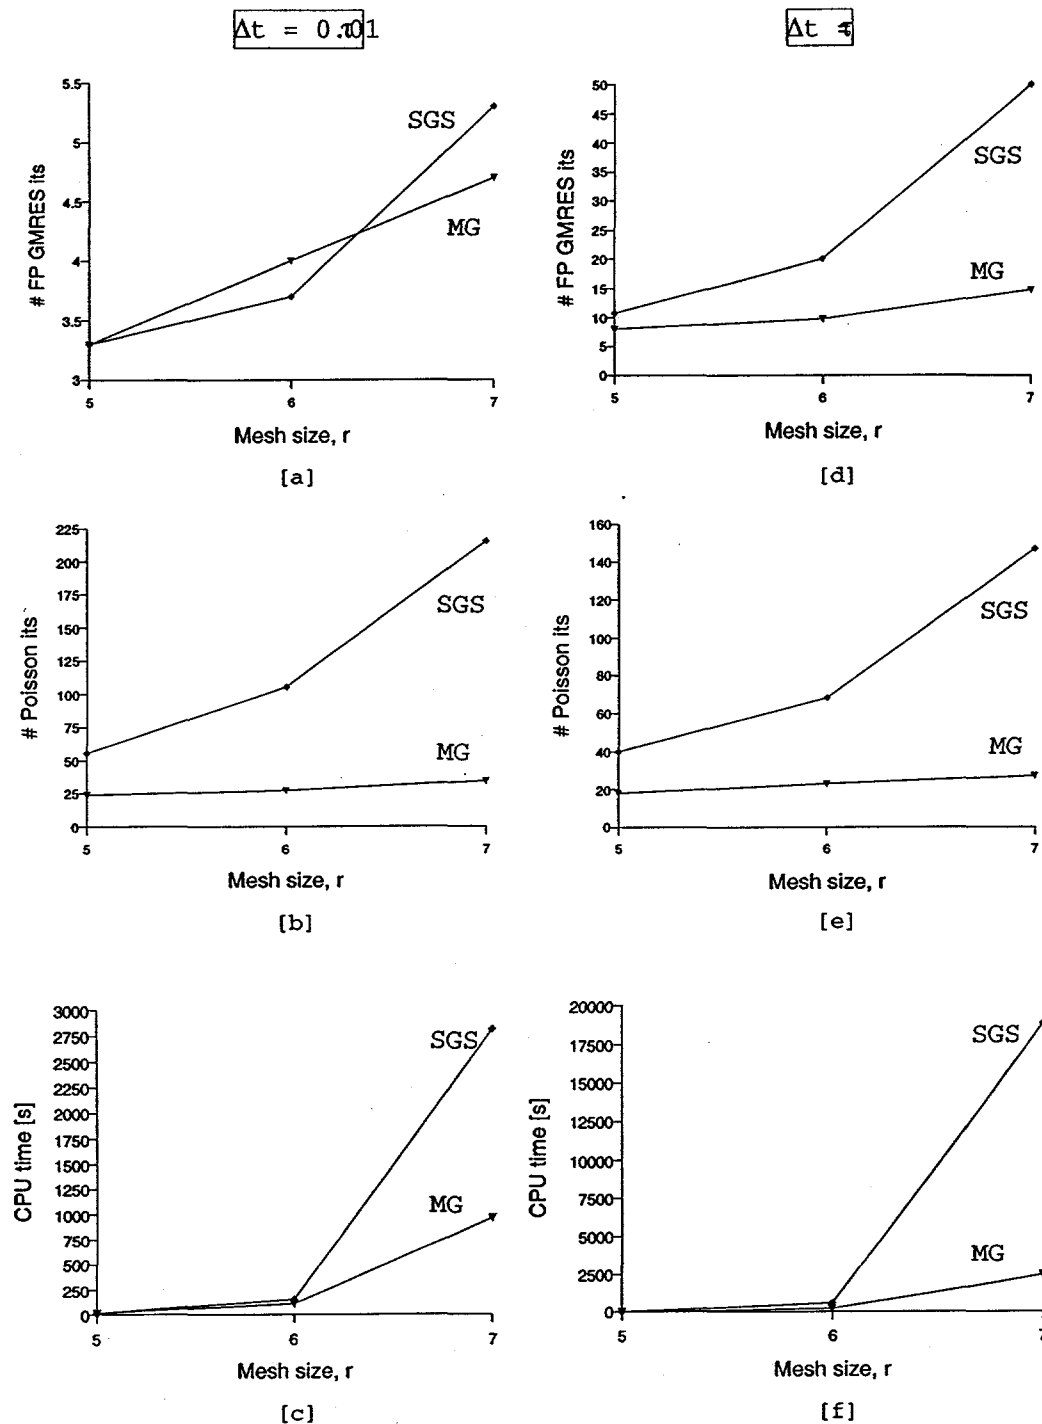 Δt = 0.01
5.5
5
4.5
4
3.5
3
# FP GMRES its
SGS
MG
5 6 7
Mesh size, r
[a]
Δt =
50
45
40
35
30
25
20
15
10
5
0
# FP GMRES its
SGS
MG
5 6 7
Mesh size, r
[d]
225
200
175
150
125
100
75
50
25
0
# Poisson its
SGS
MG
5 6 7
Mesh size, r
[b]
160
140
120
100
80
60
40
20
0
# Poisson its
SGS
MG
5 6 7
Mesh size, r
[e]
3000
2750
2500
2250
2000
1750
1500
1250
1000
750
500
250
0
CPU time [s]
SGS
MG
5 6 7
Mesh size, r
[c]
20000
17500
15000
12500
10000
7500
5000
2500
0
CPU time [s]
SGS
MG
5 6 7
Mesh size, r
[f]